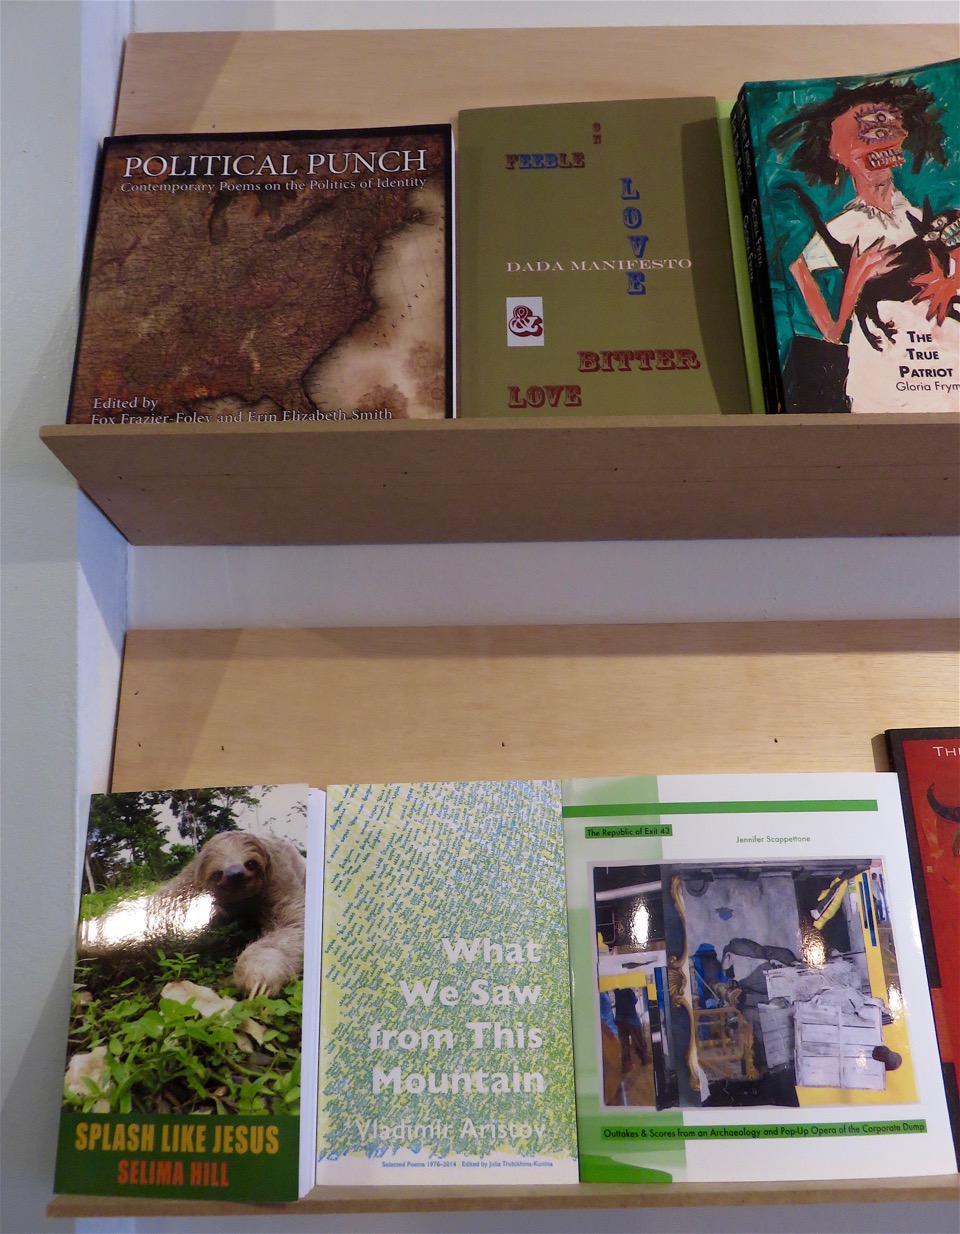 POLITICAL PUNCH
Contemporary Poems on the Politics of Identity
Edited by
Fox Frazier-Foley and Erin Elizabeth Smith
ON
FEEBLE
LOVE
DADA MANIFESTO
&
BITTER
LOVE
THE
TRUE
PATRIOT
Gloria Frym
SPLASH LIKE JESUS
SELIMA HILL
What
We Saw
from This
Mountain
Vladimir Aristov
Selected Poems 1976–2014 | Edited by Julia Trubikhina-Kunina
The Republic of Exit 43
Jennifer Scappettone
Outtakes & Scores from an Archaeology and Pop-Up Opera of the Corporate Dump